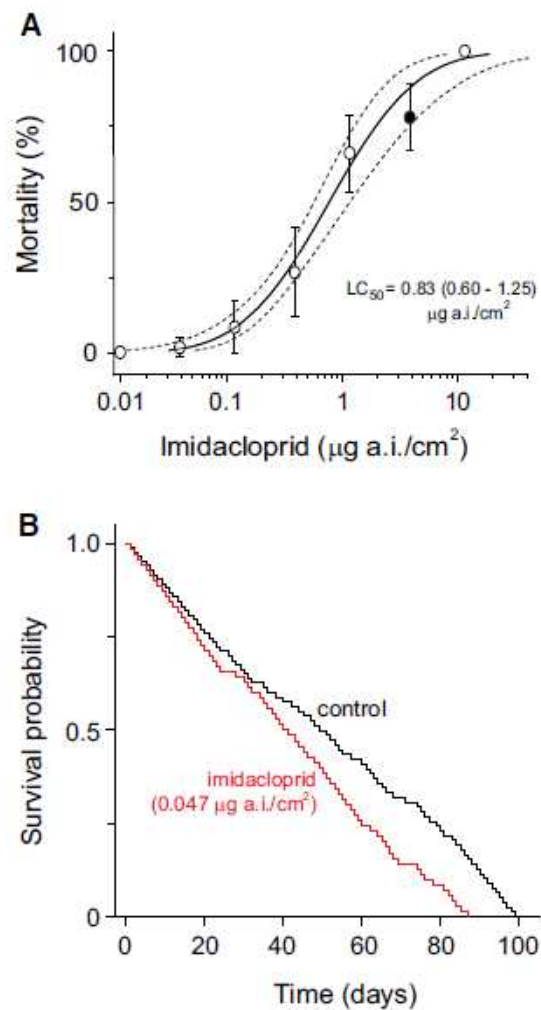 A
100
50
0
Mortality (%)
LC₅₀ = 0.83 (0.60 - 1.25)
μg a.i./cm²
0.01 0.1 1 10
Imidacloprid (μg a.i./cm²)
B
1.0
0.5
0
Survival probability
control
imidacloprid
(0.047 μg a.i./cm²)
0 20 40 60 80 100
Time (days)